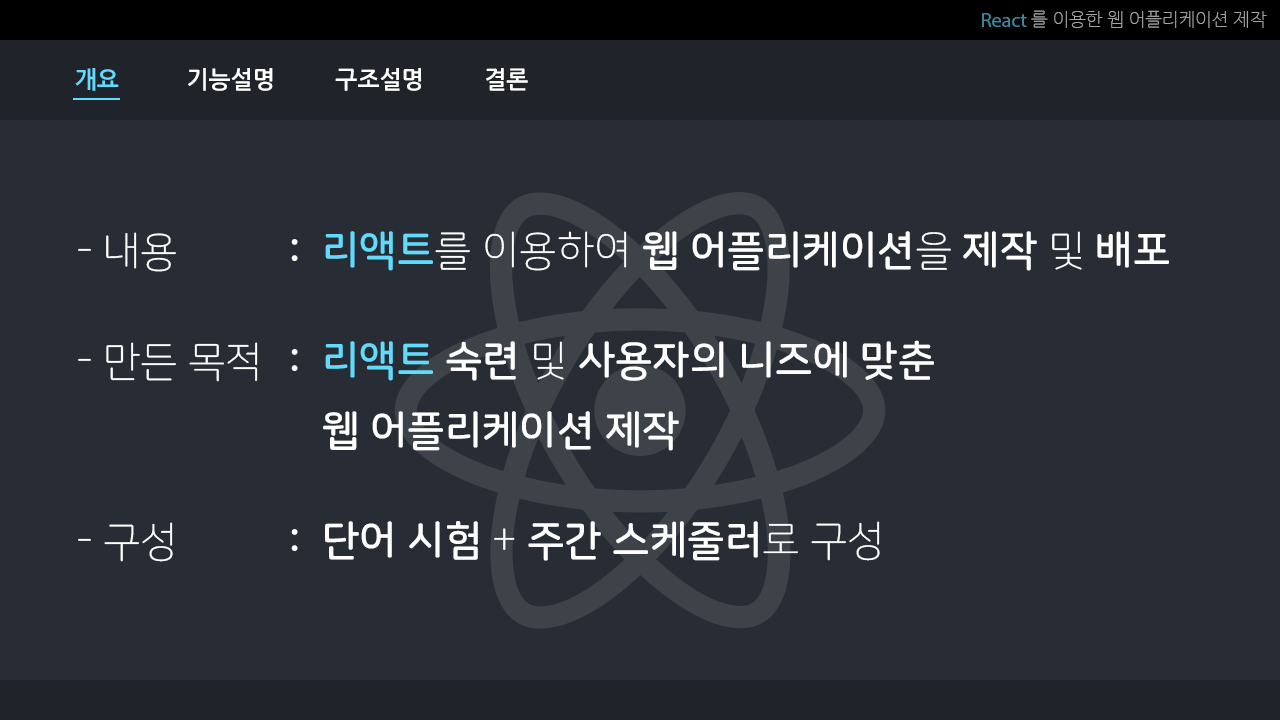 React 를 이용한 웹 어플리케이션 제작
개요 기능설명 구조설명 결론
- 내용 : 리액트를 이용하여 웹 어플리케이션을 제작 및 배포
- 만든 목적 : 리액트 숙련 및 사용자의 니즈에 맞춘
웹 어플리케이션 제작
- 구성 : 단어 시험 + 주간 스케줄러로 구성